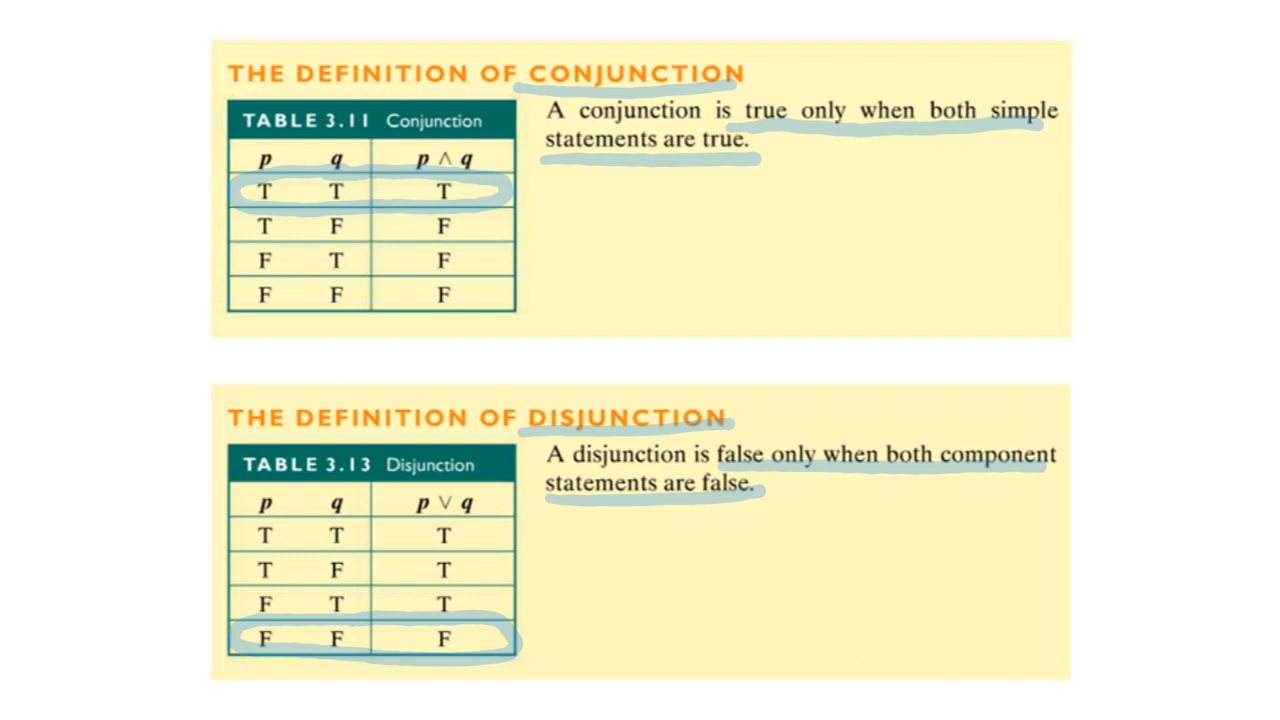 THE DEFINITION OF CONJUNCTION
TABLE 3.11 Conjunction
p q p ∧ q
T T T
T F F
F T F
F F F
A conjunction is true only when both simple
statements are true.
THE DEFINITION OF DISJUNCTION
TABLE 3.13 Disjunction
p q p ∨ q
T T T
T F T
F T T
F F F
A disjunction is false only when both component
statements are false.